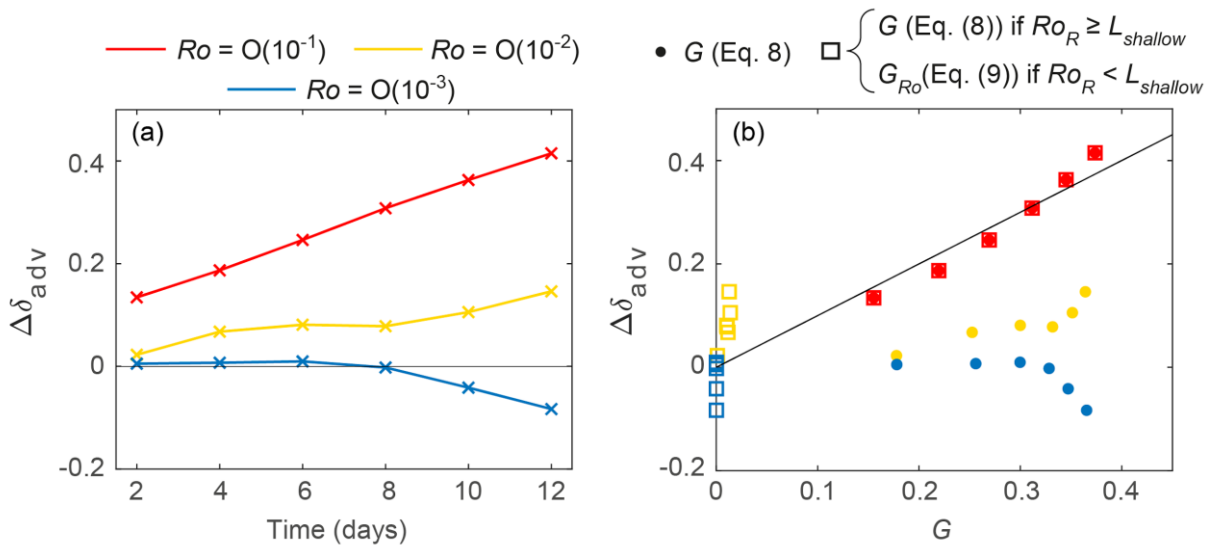 Ro = O(10⁻¹)
Ro = O(10⁻²)
Ro = O(10⁻³)
G (Eq. 8)
G (Eq. (8)) if Ro_R ≥ L_shallow
G_Ro(Eq. (9)) if Ro_R < L_shallow
(a)
0.4
0.2
0
-0.2
Δδ_adv
2 4 6 8 10 12
Time (days)
(b)
0.4
0.2
0
-0.2
Δδ_adv
0 0.1 0.2 0.3 0.4
G